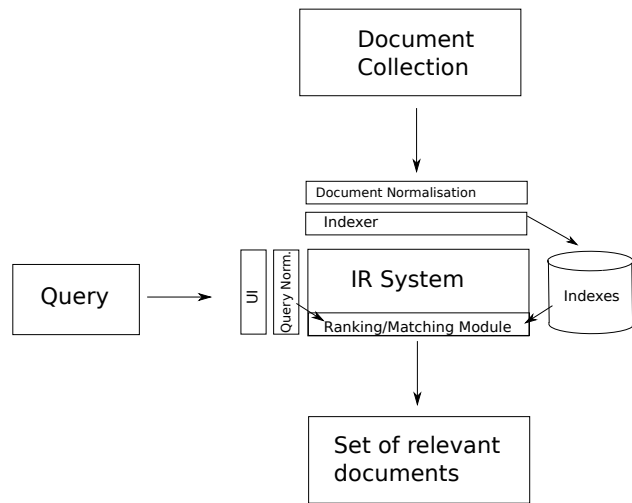 Document
Collection
Document Normalisation
Indexer
Query
UI
Query Norm.
IR System
Ranking/Matching Module
Indexes
Set of relevant
documents